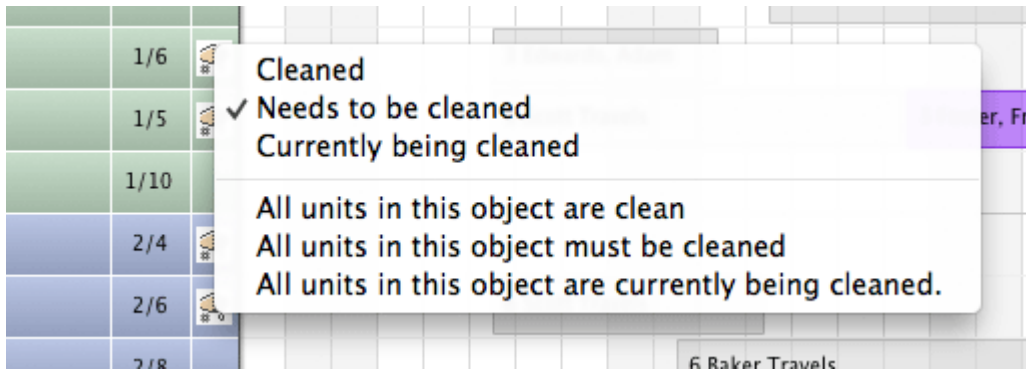 1/6
Cleaned
Needs to be cleaned
1/5
er, Fr
Currently being cleaned
1/10
All units in this object are clean
2/4
All units in this object must be cleaned
All units in this object are currently being cleaned.
2/6
2/8
6 Baker Travels